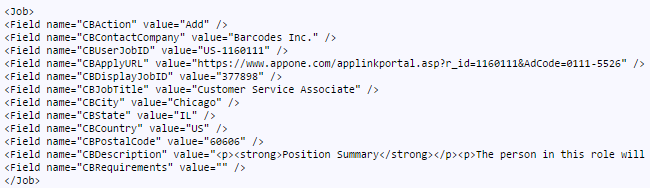 <Job>
<Field name="CBAction" value="Add" />
<Field name="CBContactCompany" value="Barcodes Inc." />
<Field name="CBUserJobID" value="US-1160111" />
<Field name="CBApplyURL" value="https://www.appone.com/applinkportal.asp?r_id=1160111&AdCode=0111-5526" />
<Field name="CBDisplayJobID" value="377898" />
<Field name="CBJobTitle" value="Customer Service Associate" />
<Field name="CBCity" value="Chicago" />
<Field name="CBState" value="IL" />
<Field name="CBCountry" value="US" />
<Field name="CBPostalCode" value="60606" />
<Field name="CBDescription" value="<p><strong>Position Summary</strong></p><p>The person in this role will
<Field name="CBRequirements" value="" />
</Job>